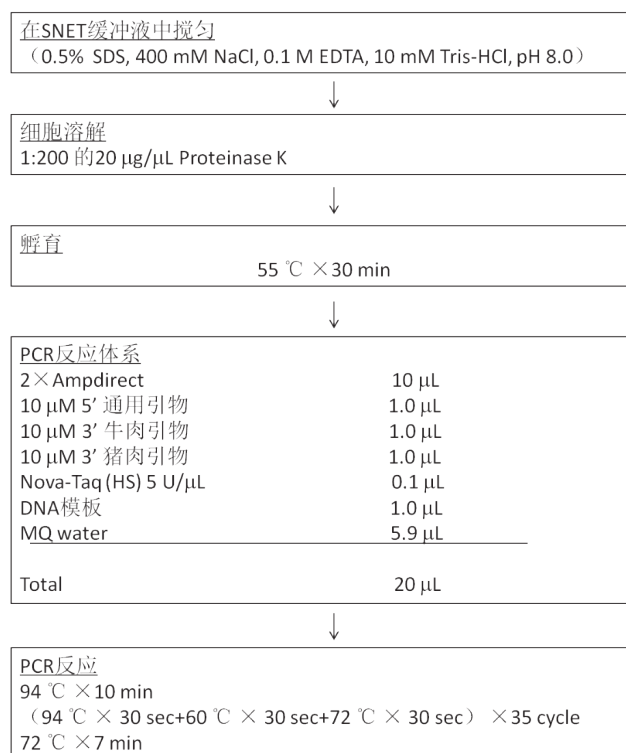 在SNET缓冲液中搅匀
（0.5% SDS, 400 mM NaCl, 0.1 M EDTA, 10 mM Tris-HCl, pH 8.0）
细胞溶解
1:200 的20 μg/μL Proteinase K
孵育
55 ℃ ×30 min
PCR反应体系
2×Ampdirect 10 μL
10 μM 5’ 通用引物 1.0 μL
10 μM 3’ 牛肉引物 1.0 μL
10 μM 3’ 猪肉引物 1.0 μL
Nova-Taq (HS) 5 U/μL 0.1 μL
DNA模板 1.0 μL
MQ water 5.9 μL
Total 20 μL
PCR反应
94 ℃ ×10 min
（94 ℃ × 30 sec+60 ℃ × 30 sec+72 ℃ × 30 sec） ×35 cycle
72 ℃ ×7 min